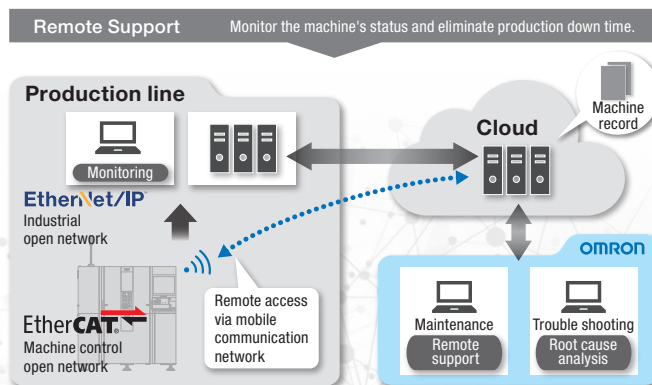 Remote Support
Monitor the machine's status and eliminate production down time.
Production line
Monitoring
EtherNet/IP™
Industrial
open network
EtherCAT®
Machine control
open network
Remote access
via mobile
communication
network
Cloud
Machine
record
OMRON
Maintenance
Remote
support
Trouble shooting
Root cause
analysis